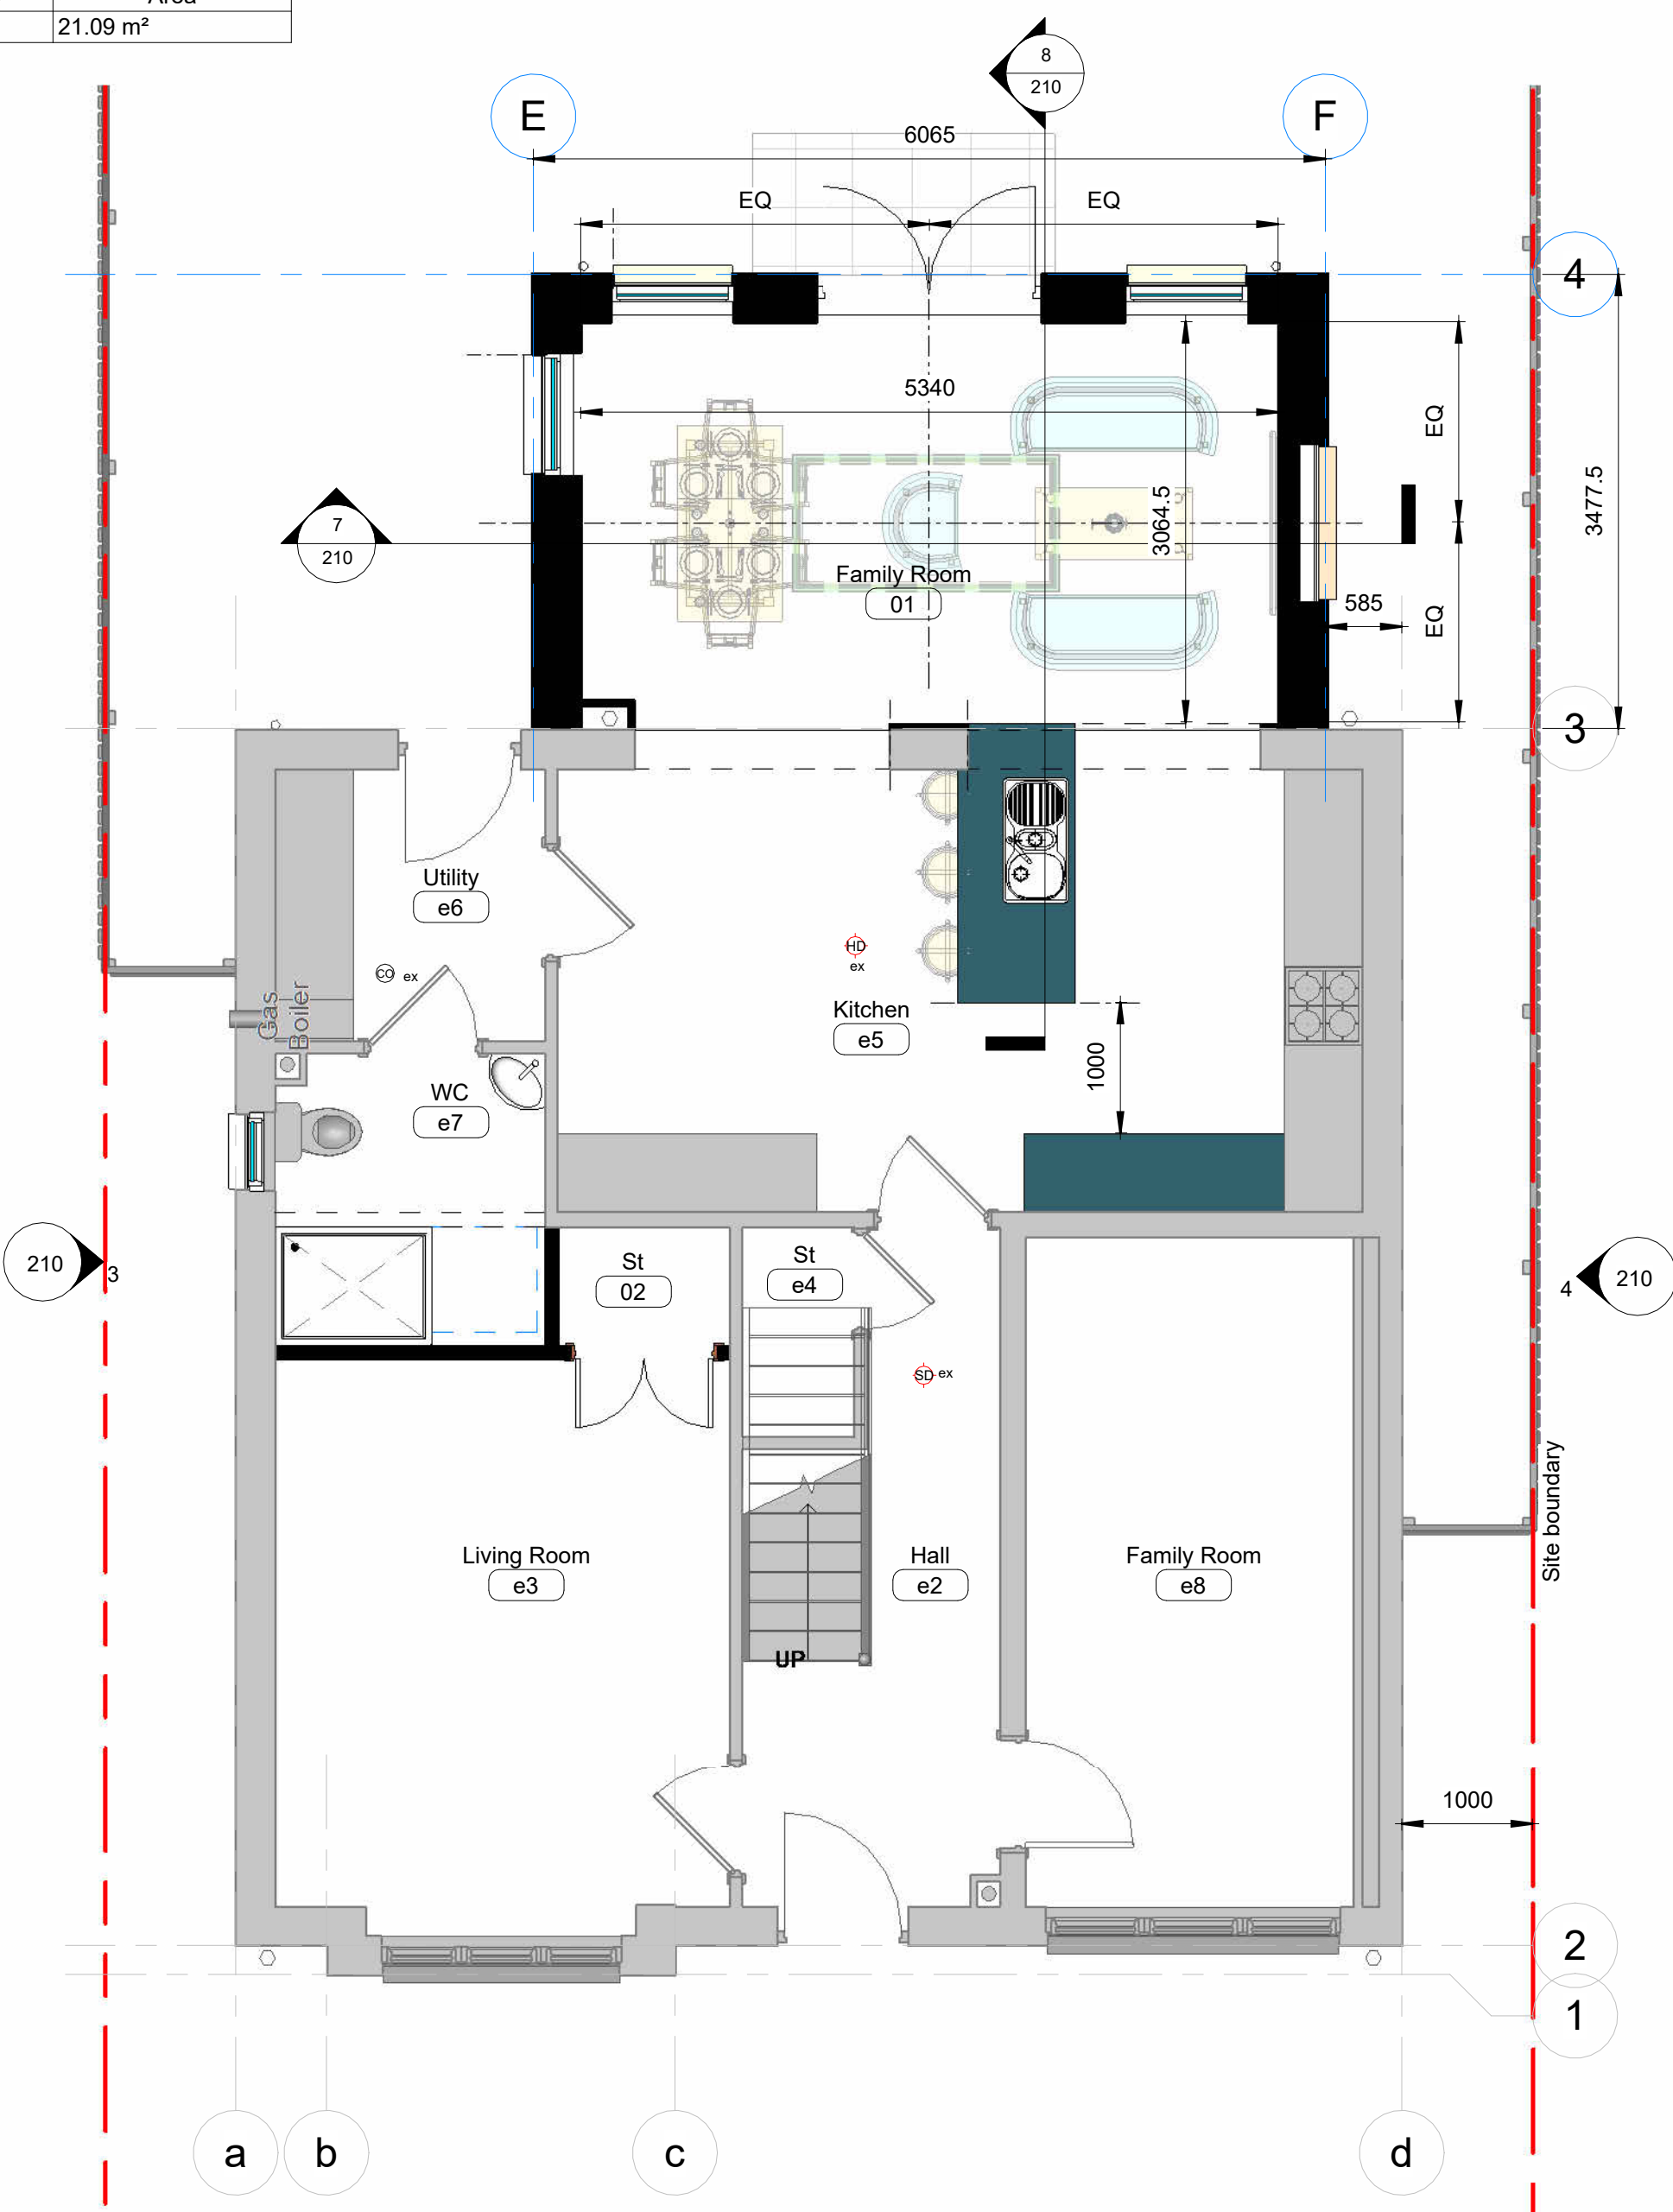 Area
21.09 m²
8
210
E
F
6065
EQ
EQ
4
5340
EQ
3477.5
3064.5
7
210
Family Room
01
585
EQ
3
Utility
e6
HD
ex
CO ex
Gas
Boiler
Kitchen
e5
1000
WC
e7
210
3
St
02
St
e4
4
210
SD ex
Site boundary
Living Room
e3
Hall
e2
Family Room
e8
UP
1000
2
1
a
b
c
d